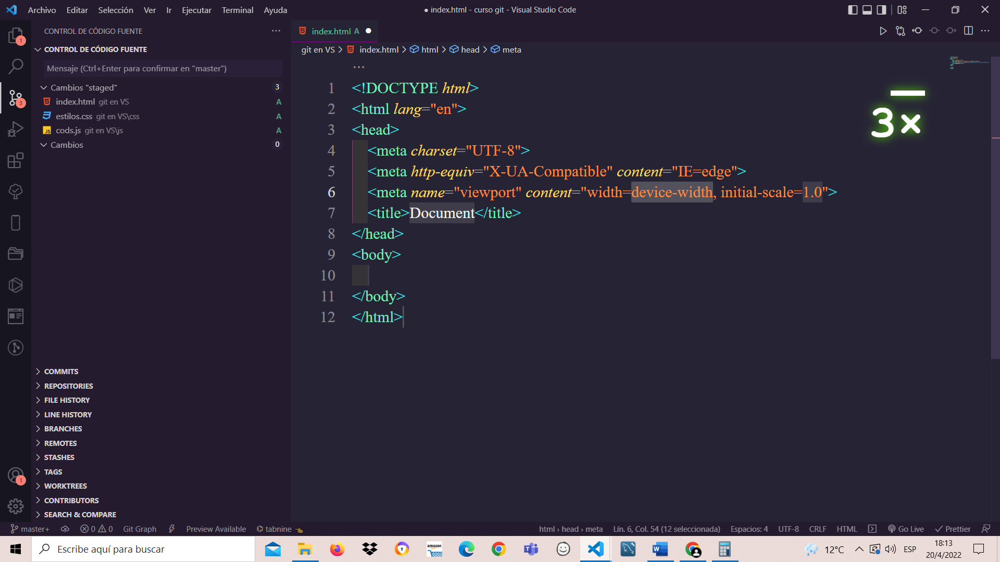 Archivo Editar Selección Ver Ir Ejecutar Terminal Ayuda
● index.html - curso git - Visual Studio Code
CONTROL DE CÓDIGO FUENTE
CONTROL DE CÓDIGO FUENTE
Mensaje (Ctrl+Enter para confirmar en "master")
Cambios "staged" 3
index.html git en VS A
estilos.css git en VS\css A
cods.js git en VS\js A
Cambios 0
COMMITS
REPOSITORIES
FILE HISTORY
LINE HISTORY
BRANCHES
REMOTES
STASHES
TAGS
WORKTREES
CONTRIBUTORS
SEARCH & COMPARE
1
3
1
index.html A
git en VS > index.html > html > head > meta
1 <!DOCTYPE html>
2 <html lang="en">
3 <head>
4 <meta charset="UTF-8">
5 <meta http-equiv="X-UA-Compatible" content="IE=edge">
6 <meta name="viewport" content="width=device-width, initial-scale=1.0">
7 <title>Document</title>
8 </head>
9 <body>
10
11 </body>
12 </html>
3×
master+ 0 0 Git Graph Preview Available tabnine
html › head › meta Lín. 6, Col. 54 (12 seleccionada) Espacios: 4 UTF-8 CRLF HTML Go Live Prettier
Escribe aquí para buscar
amazon
12°C ESP
18:13
20/4/2022